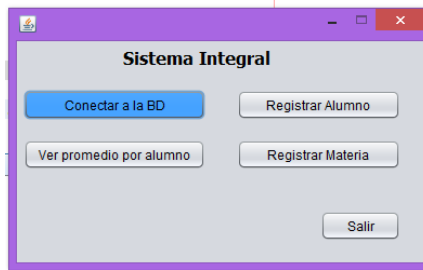 Sistema Integral
Conectar a la BD
Registrar Alumno
Ver promedio por alumno
Registrar Materia
Salir